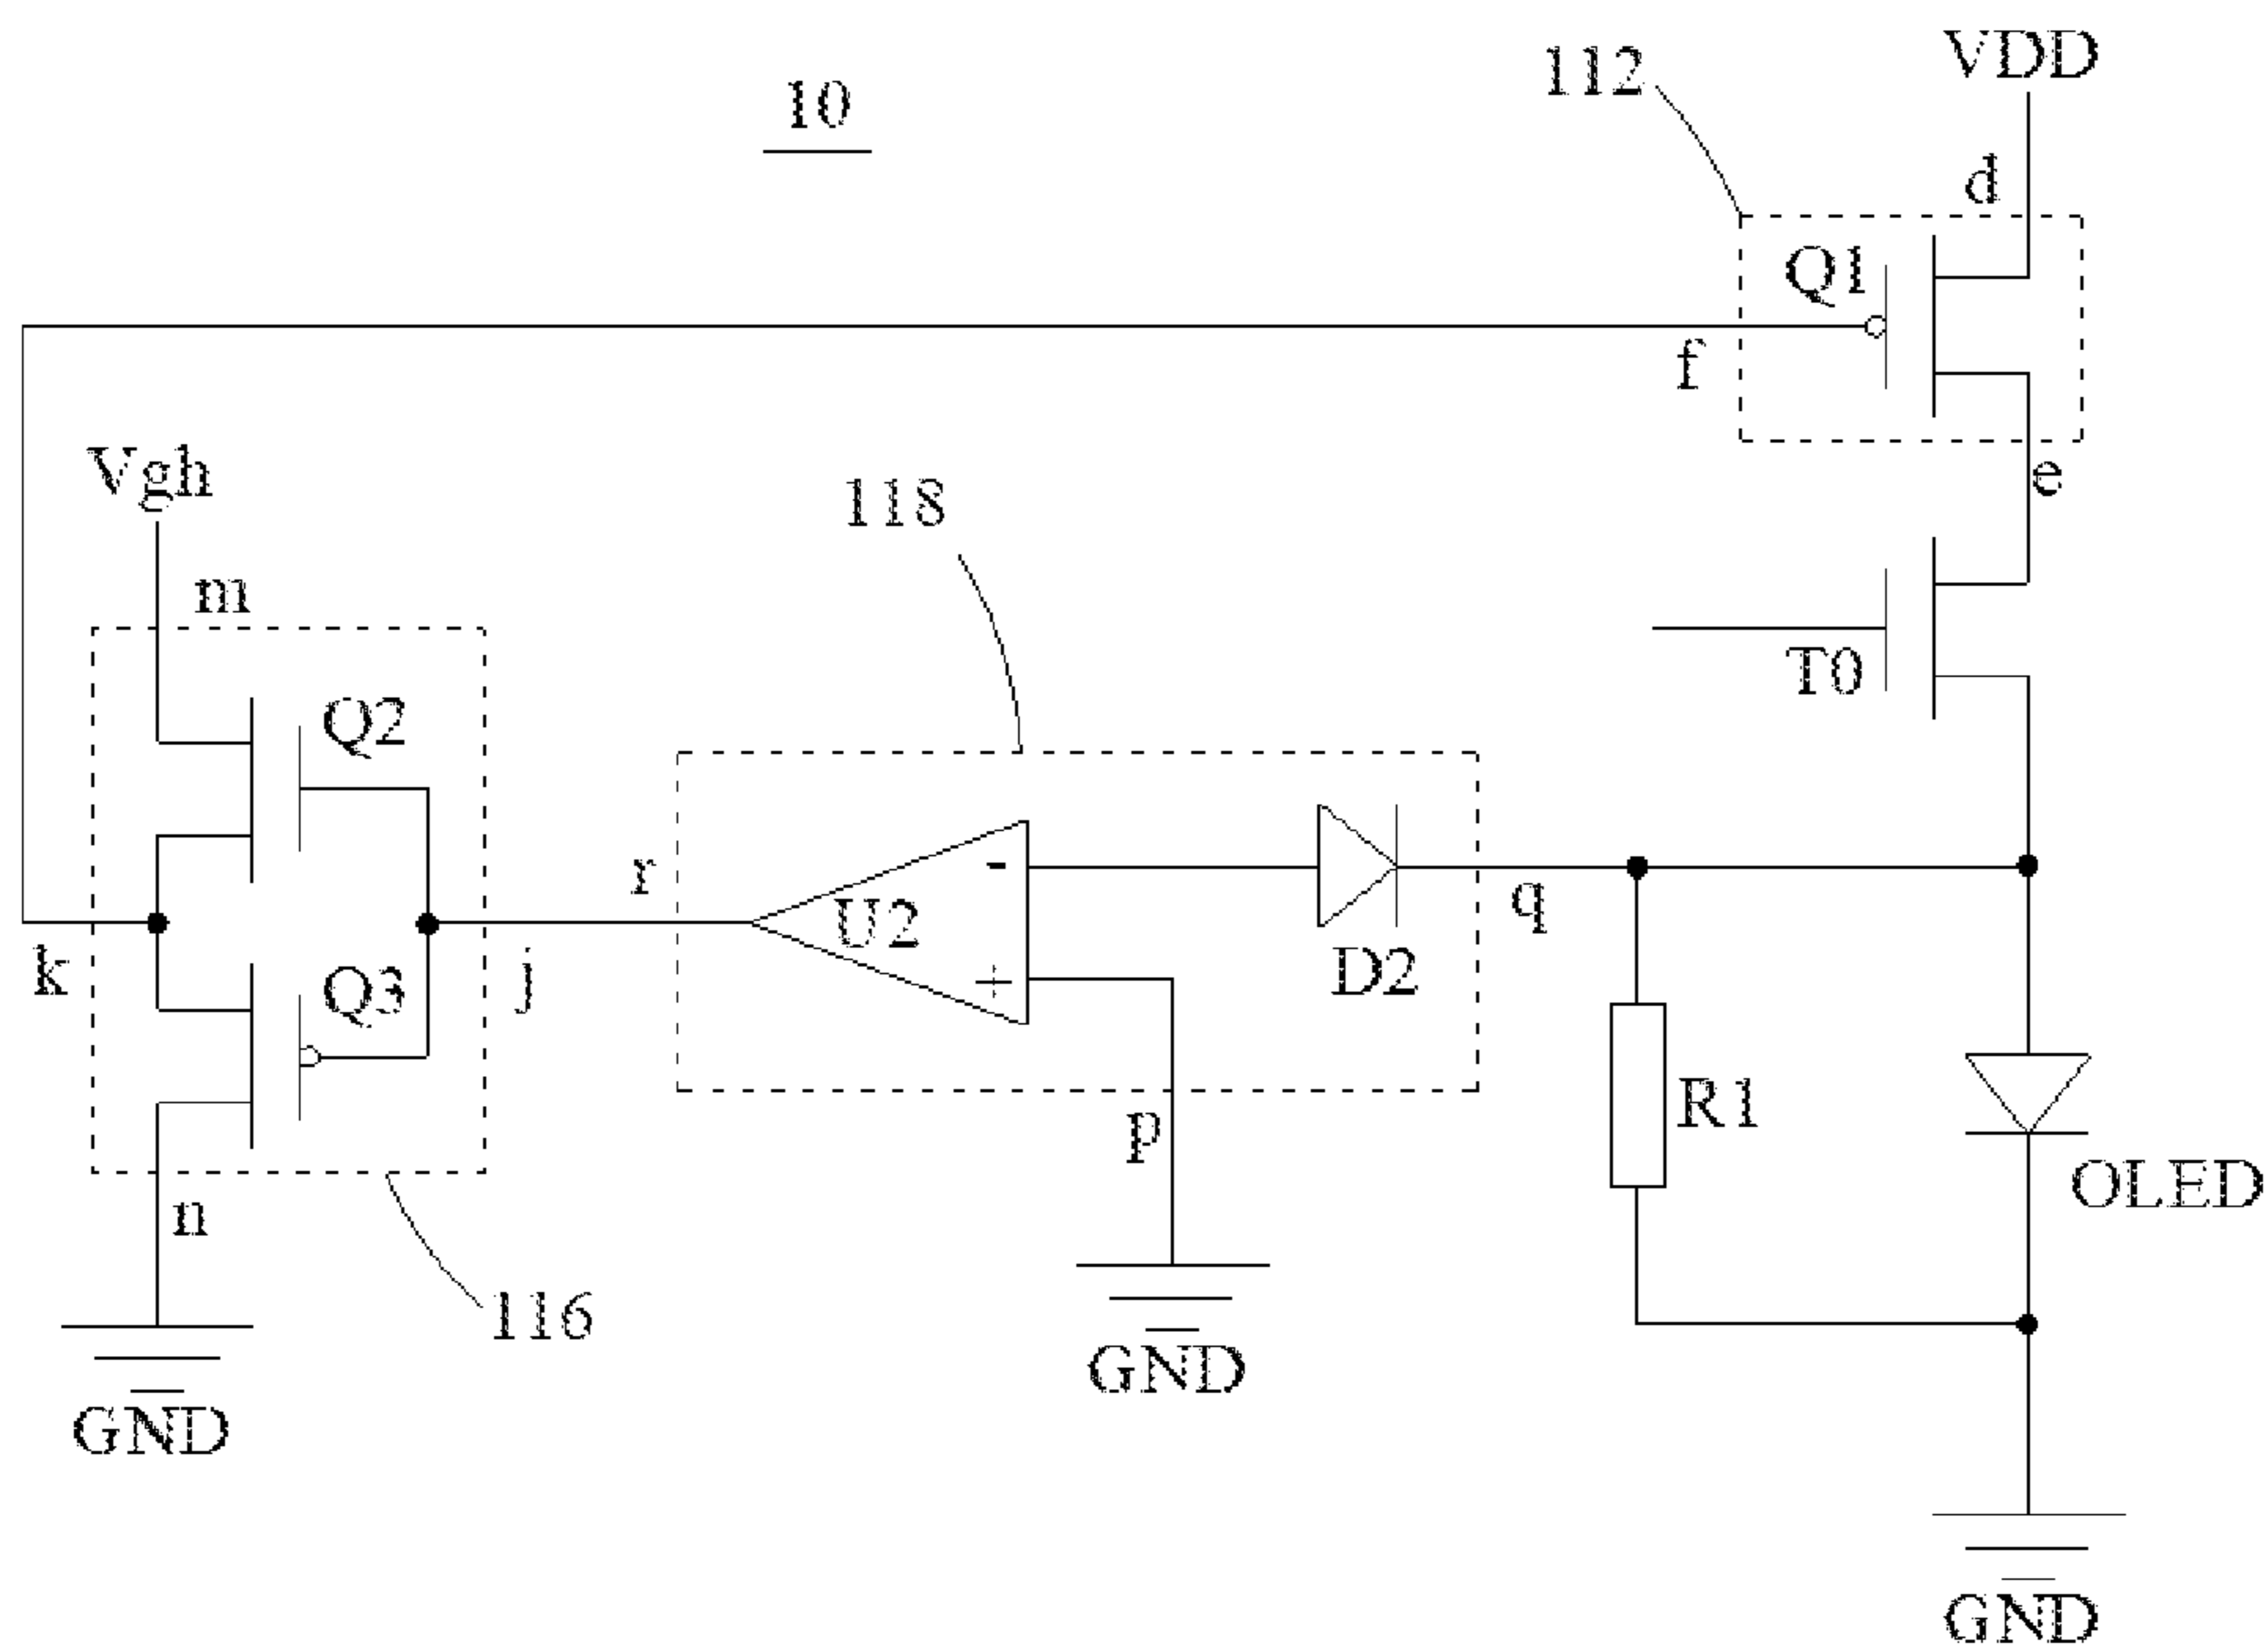 VDD
112
10
d
Q1
f
Vgh
e
118
m
T0
Q2
r
U2
-
+
q
D2
k
Q3
j
R1
p
OLED
n
116
GND
GND
GND